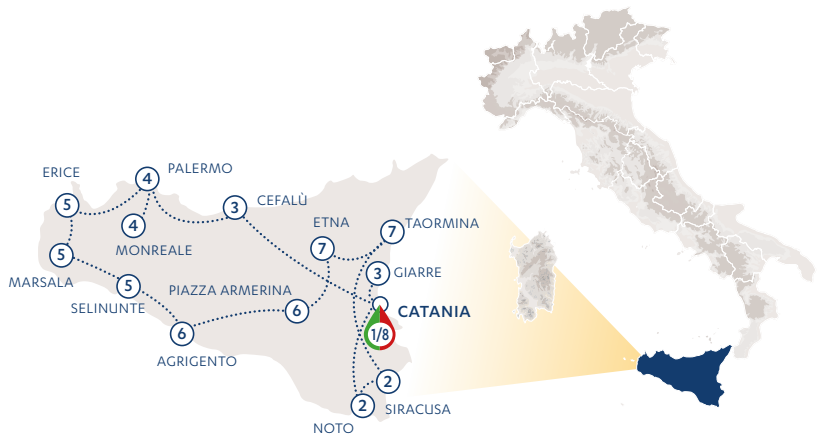 ERICE
5
4
PALERMO
4
MONREALE
3
CEFALÙ
ETNA
7
7
TAORMINA
3
GIARRE
MARSALA
5
5
SELINUNTE
PIAZZA ARMERINA
6
6
AGRIGENTO
CATANIA
1/8
2
SIRACUSA
2
NOTO